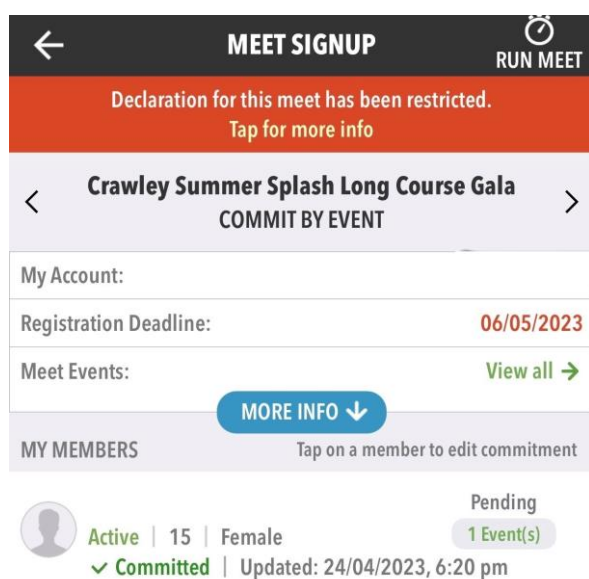 MEET SIGNUP
RUN MEET
Declaration for this meet has been restricted.
Tap for more info
Crawley Summer Splash Long Course Gala
COMMIT BY EVENT
My Account:
Registration Deadline: 06/05/2023
Meet Events: View all →
MORE INFO ↓
MY MEMBERS Tap on a member to edit commitment
Pending
Active | 15 | Female 1 Event(s)
✓ Committed | Updated: 24/04/2023, 6:20 pm